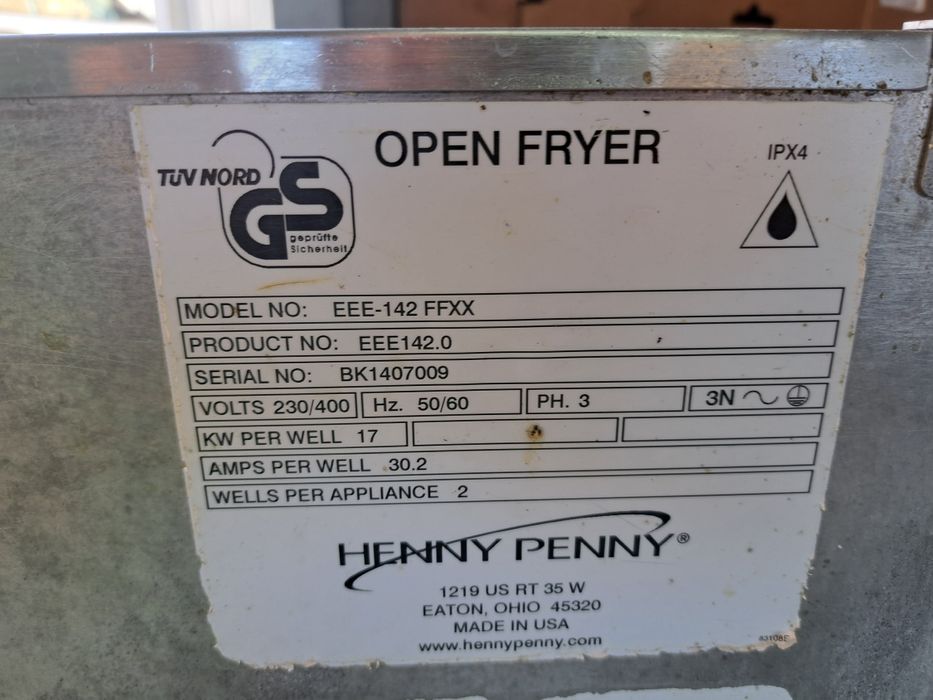 OPEN FRYER
IPX4
TÜV NORD
GS
geprüfte
Sicherheit
MODEL NO: EEE-142 FFXX
PRODUCT NO: EEE142.0
SERIAL NO: BK1407009
VOLTS 230/400 Hz. 50/60 PH. 3 3N
KW PER WELL 17
AMPS PER WELL 30.2
WELLS PER APPLIANCE 2
HENNY PENNY®
1219 US RT 35 W
EATON, OHIO 45320
MADE IN USA
www.hennypenny.com